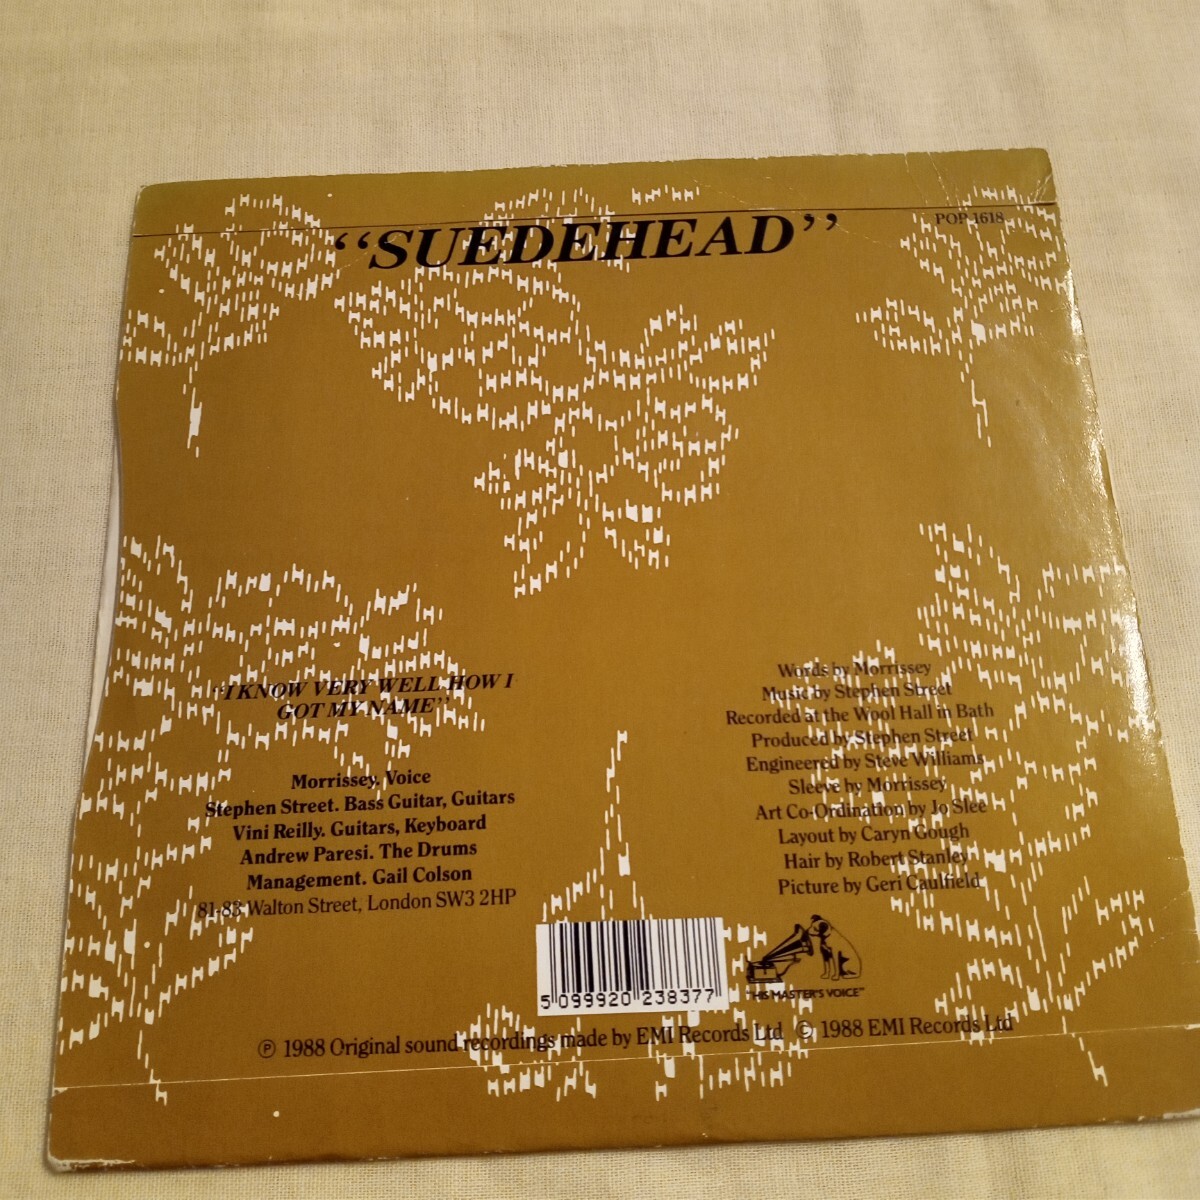 "SUEDEHEAD"
POP 1618
"I KNOW VERY WELL HOW I
GOT MY NAME"
Morrissey. Voice
Stephen Street. Bass Guitar, Guitars
Vini Reilly. Guitars, Keyboard
Andrew Paresi. The Drums
Management. Gail Colson
81-83 Walton Street, London SW3 2HP
Words by Morrissey
Music by Stephen Street
Recorded at the Wool Hall in Bath
Produced by Stephen Street
Engineered by Steve Williams
Sleeve by Morrissey
Art Co-Ordination by Jo Slee
Layout by Caryn Gough
Hair by Robert Stanley
Picture by Geri Caulfield
5 099920 238377
"HIS MASTER'S VOICE"
℗ 1988 Original sound recordings made by EMI Records Ltd © 1988 EMI Records Ltd